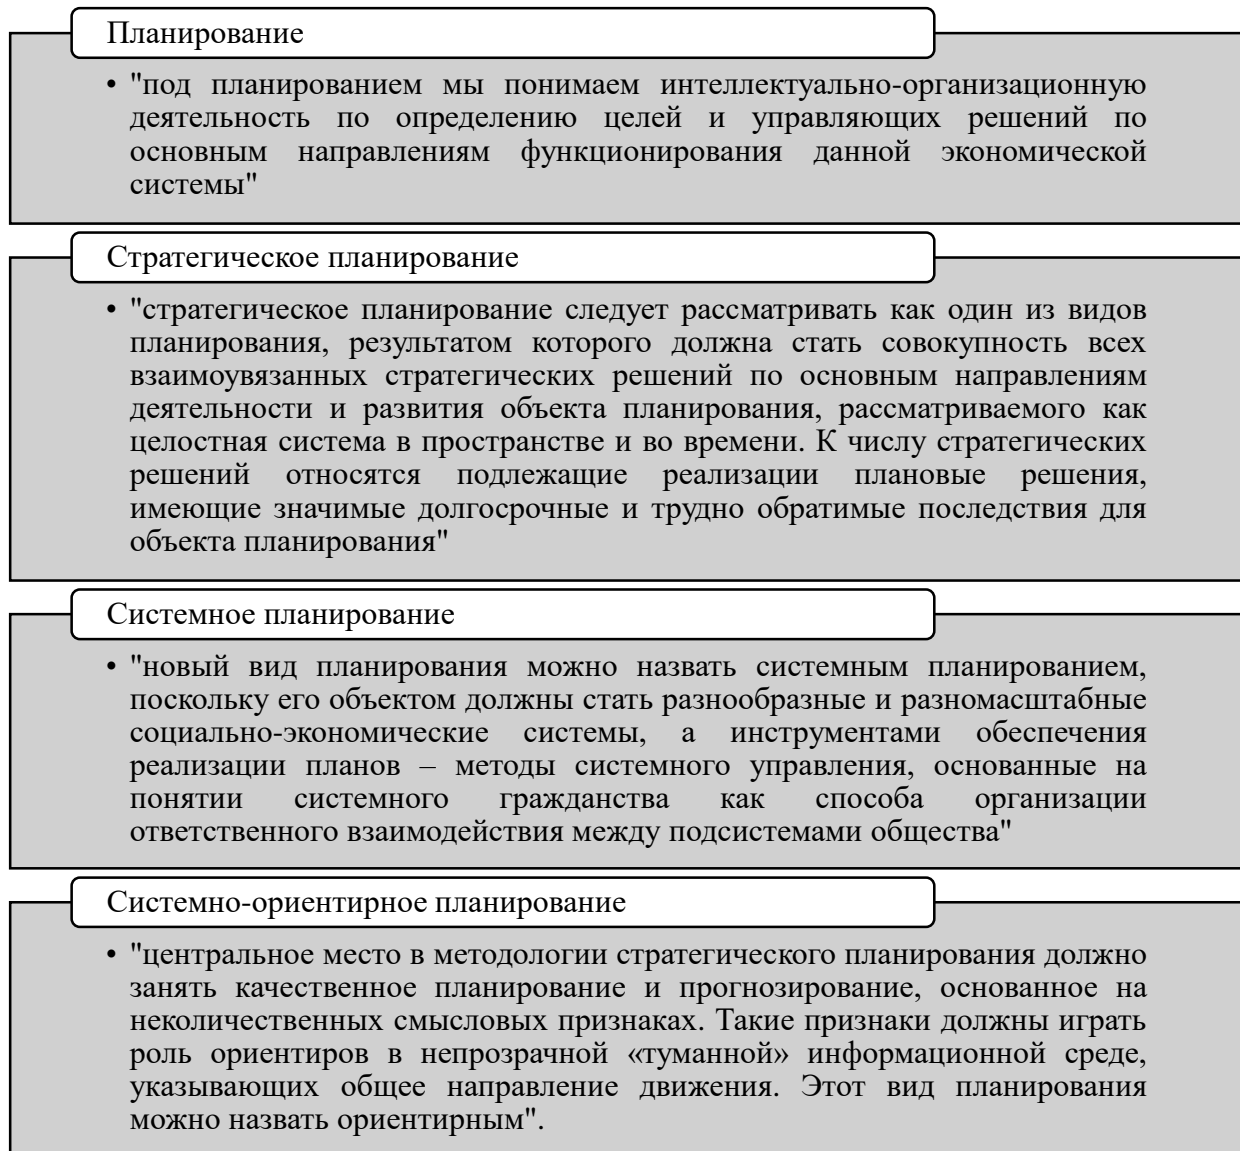 Планирование
• "под планированием мы понимаем интеллектуально-организационную
деятельность по определению целей и управляющих решений по
основным направлениям функционирования данной экономической
системы"
Стратегическое планирование
• "стратегическое планирование следует рассматривать как один из видов
планирования, результатом которого должна стать совокупность всех
взаимоувязанных стратегических решений по основным направлениям
деятельности и развития объекта планирования, рассматриваемого как
целостная система в пространстве и во времени. К числу стратегических
решений относятся подлежащие реализации плановые решения,
имеющие значимые долгосрочные и трудно обратимые последствия для
объекта планирования"
Системное планирование
• "новый вид планирования можно назвать системным планированием,
поскольку его объектом должны стать разнообразные и разномасштабные
социально-экономические системы, а инструментами обеспечения
реализации планов – методы системного управления, основанные на
понятии системного гражданства как способа организации
ответственного взаимодействия между подсистемами общества"
Системно-ориентирное планирование
• "центральное место в методологии стратегического планирования должно
занять качественное планирование и прогнозирование, основанное на
неколичественных смысловых признаках. Такие признаки должны играть
роль ориентиров в непрозрачной «туманной» информационной среде,
указывающих общее направление движения. Этот вид планирования
можно назвать ориентирным".